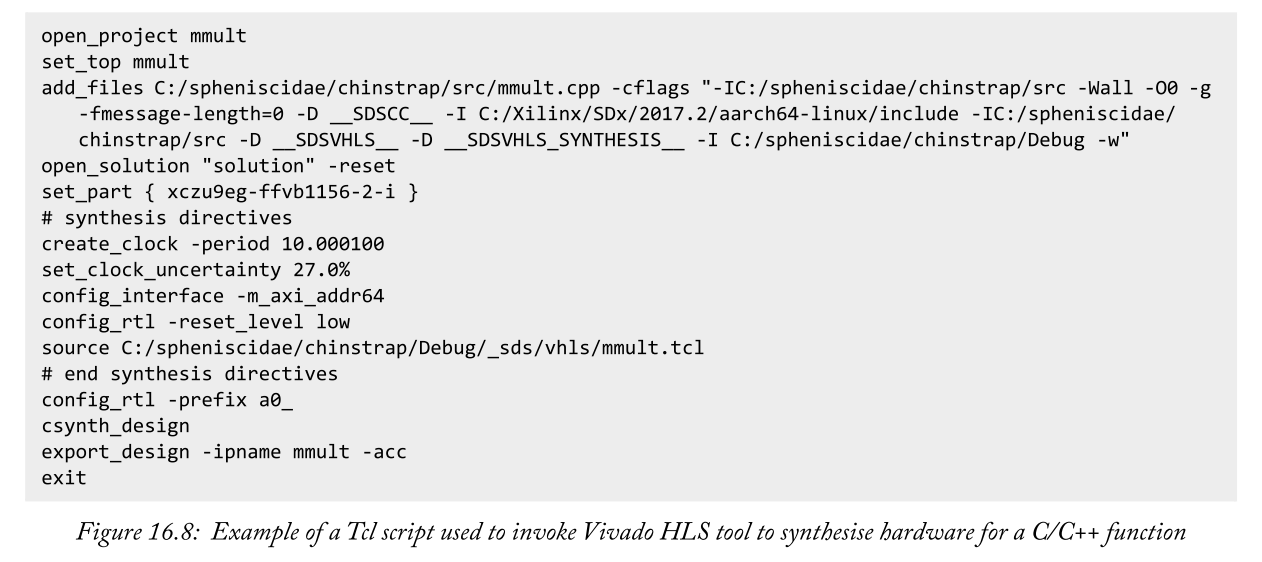 open_project mmult
set_top mmult
add_files C:/spheniscidae/chinstrap/src/mmult.cpp -cflags "-IC:/spheniscidae/chinstrap/src -Wall -O0 -g
-fmessage-length=0 -D __SDSCC__ -I C:/Xilinx/SDx/2017.2/aarch64-linux/include -IC:/spheniscidae/
chinstrap/src -D __SDSVHLS__ -D __SDSVHLS_SYNTHESIS__ -I C:/spheniscidae/chinstrap/Debug -w"
open_solution "solution" -reset
set_part { xczu9eg-ffvb1156-2-i }
# synthesis directives
create_clock -period 10.000100
set_clock_uncertainty 27.0%
config_interface -m_axi_addr64
config_rtl -reset_level low
source C:/spheniscidae/chinstrap/Debug/_sds/vhls/mmult.tcl
# end synthesis directives
config_rtl -prefix a0_
csynth_design
export_design -ipname mmult -acc
exit
Figure 16.8: Example of a Tcl script used to invoke Vivado HLS tool to synthesise hardware for a C/C++ function